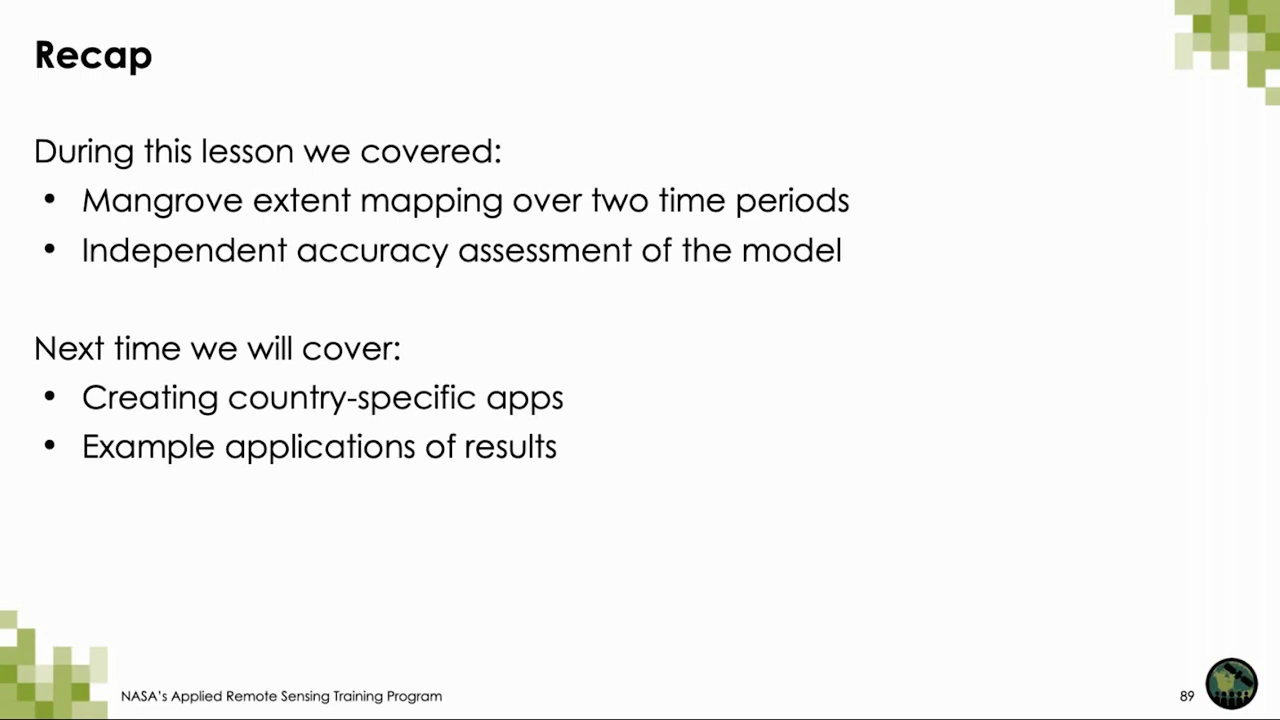 Recap
During this lesson we covered:
• Mangrove extent mapping over two time periods
• Independent accuracy assessment of the model
Next time we will cover:
• Creating country-specific apps
• Example applications of results
NASA's Applied Remote Sensing Training Program
89